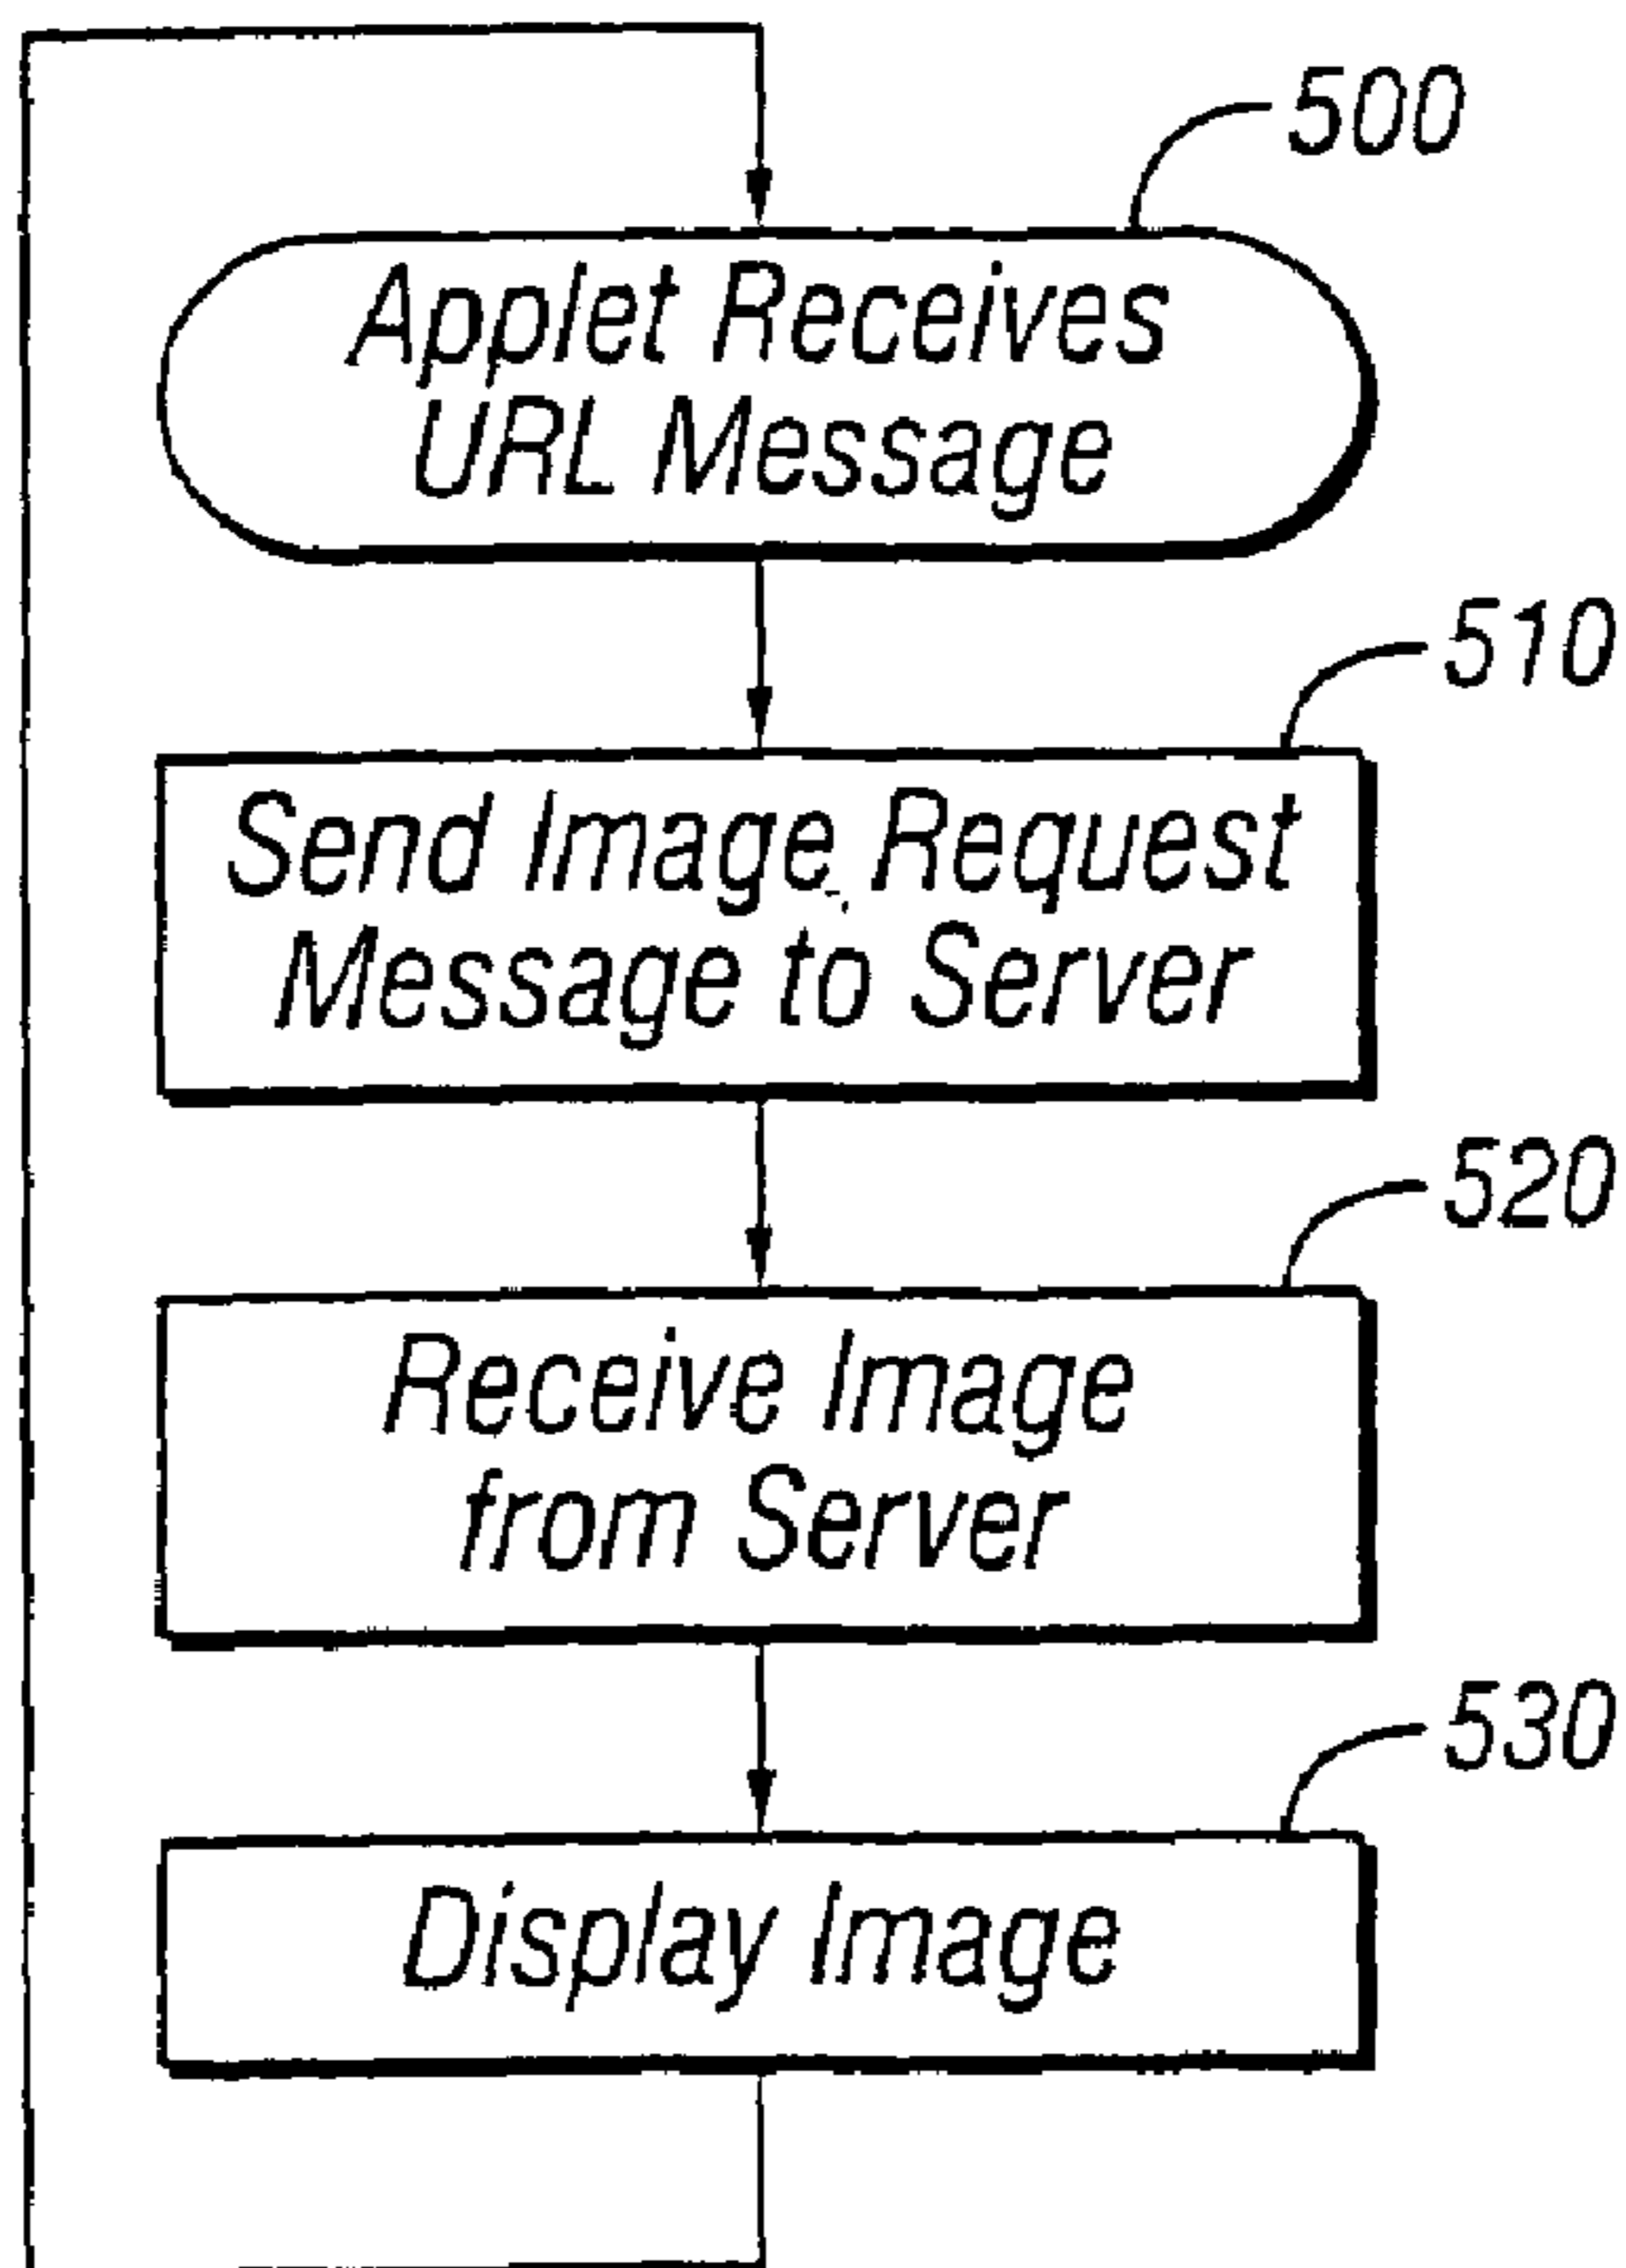 500
Applet Receives
URL Message
510
Send Image Request
Message to Server
520
Receive Image
from Server
530
Display Image